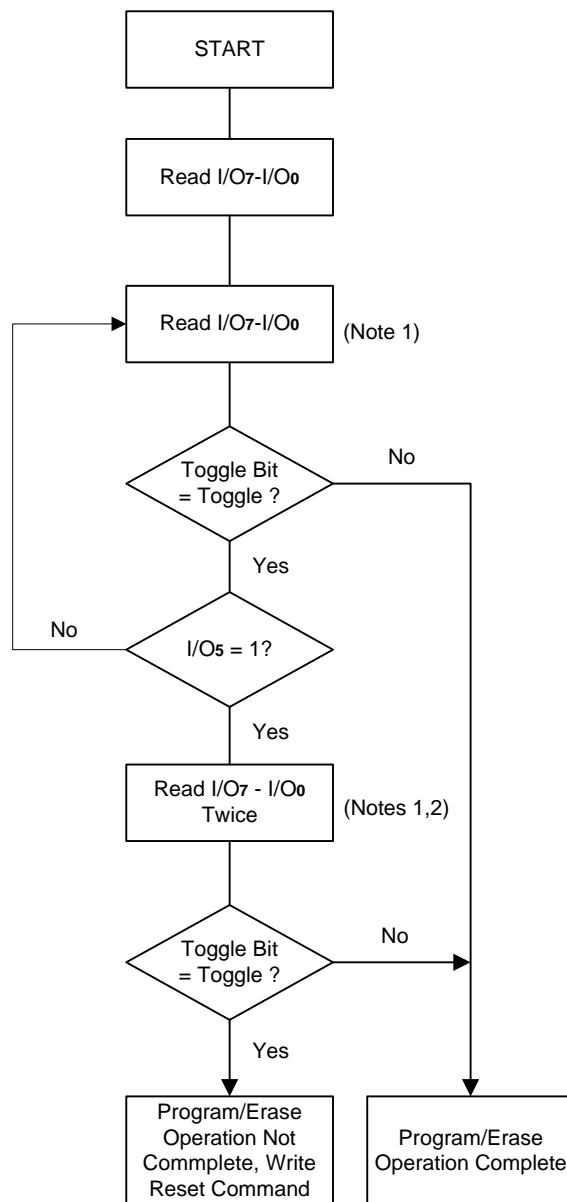 START
Read I/O7-I/O0
Read I/O7-I/O0
(Note 1)
Toggle Bit
= Toggle ?
No
Yes
No
I/O5 = 1?
Yes
Read I/O7 - I/O0
Twice
(Notes 1,2)
Toggle Bit
= Toggle ?
No
Yes
Program/Erase
Operation Not
Commplete, Write
Reset Command
Program/Erase
Operation Complete